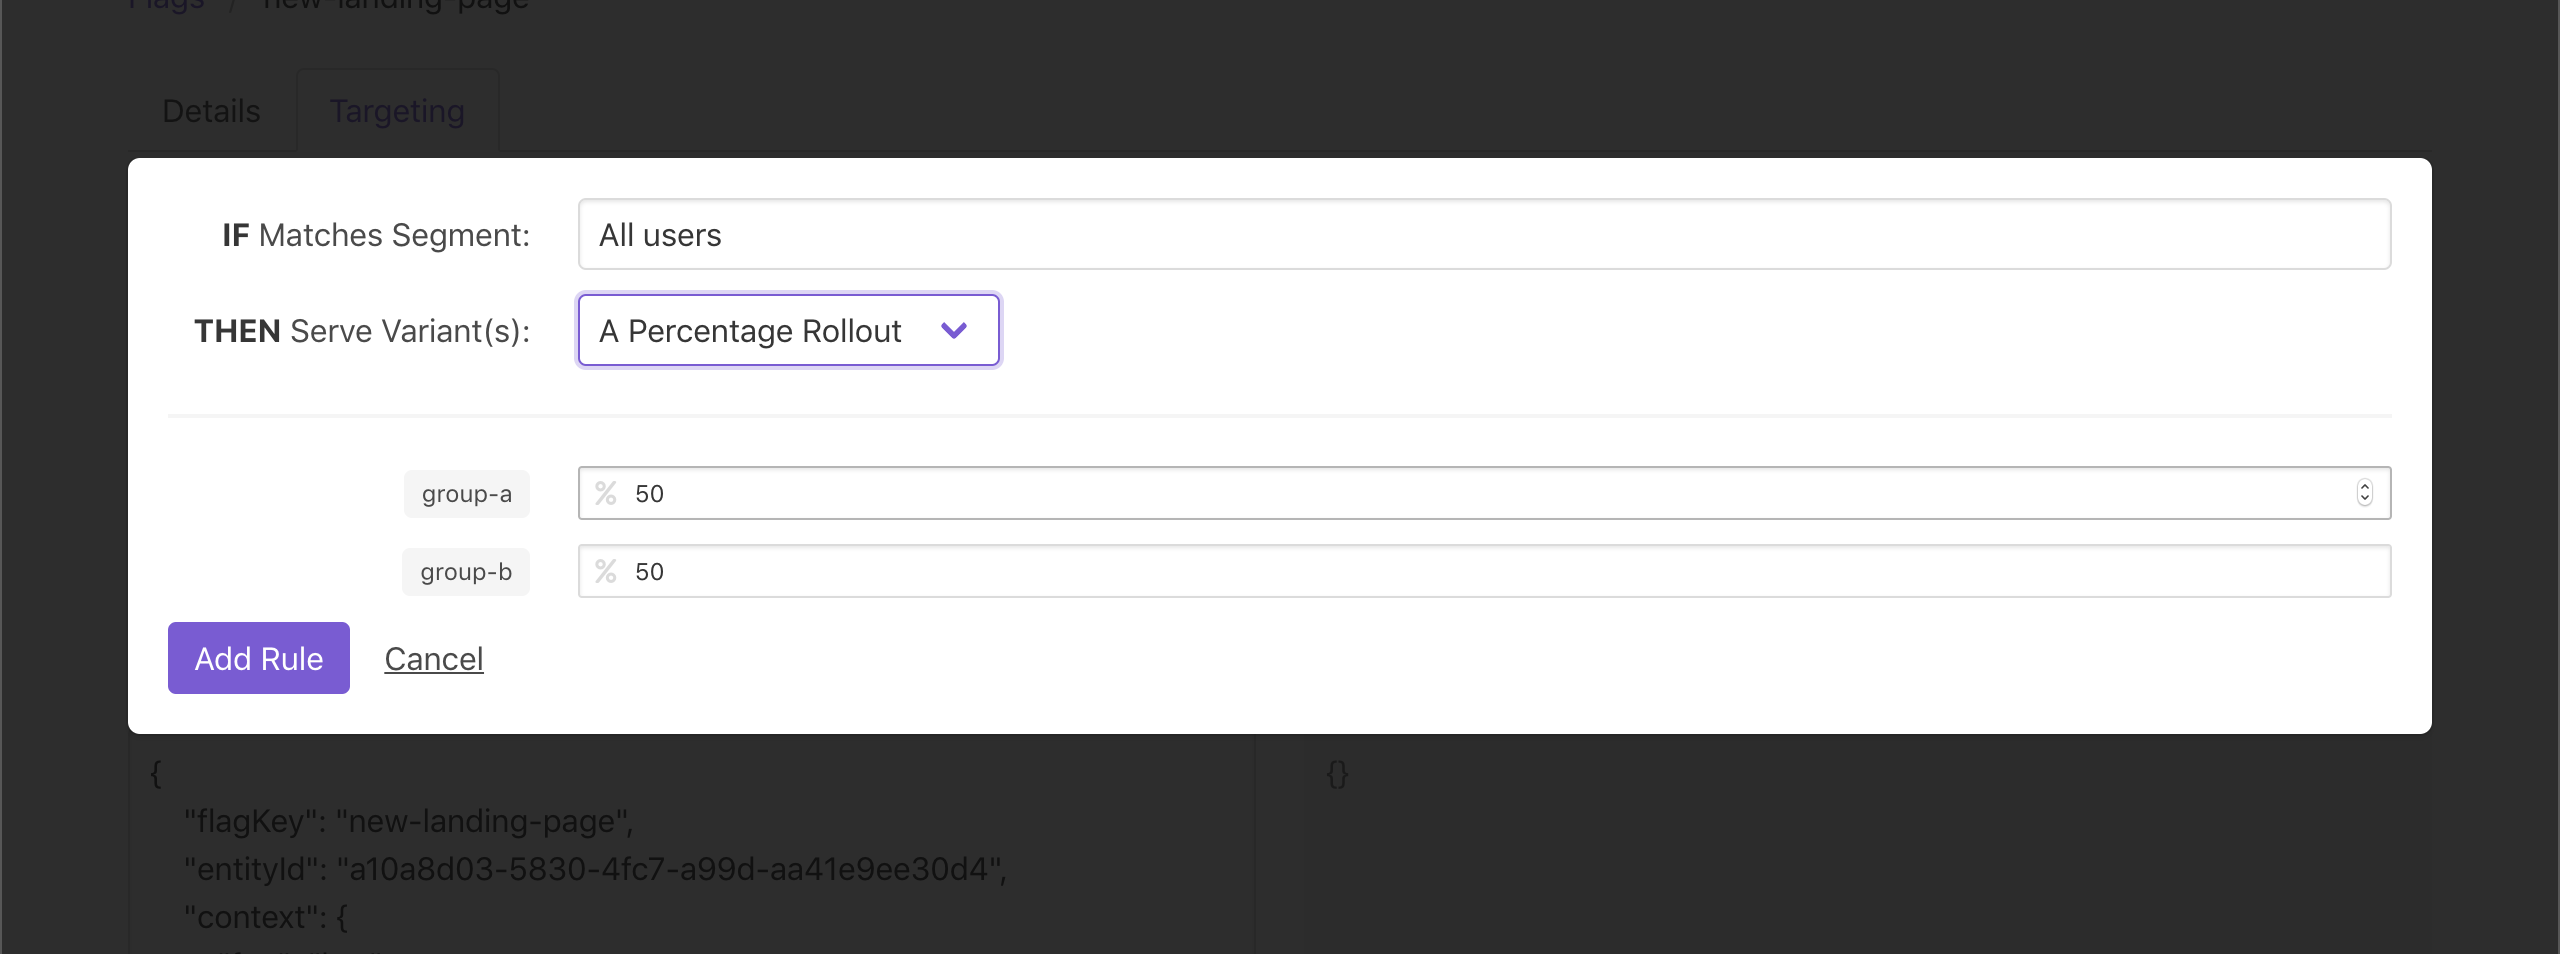 Flags / new-landing-page
Details
Targeting
IF Matches Segment:
All users
THEN Serve Variant(s):
A Percentage Rollout
group-a
% 50
group-b
% 50
Add Rule
Cancel
{
"flagKey": "new-landing-page",
"entityId": "a10a8d03-5830-4fc7-a99d-aa41e9ee30d4",
"context": {
{}